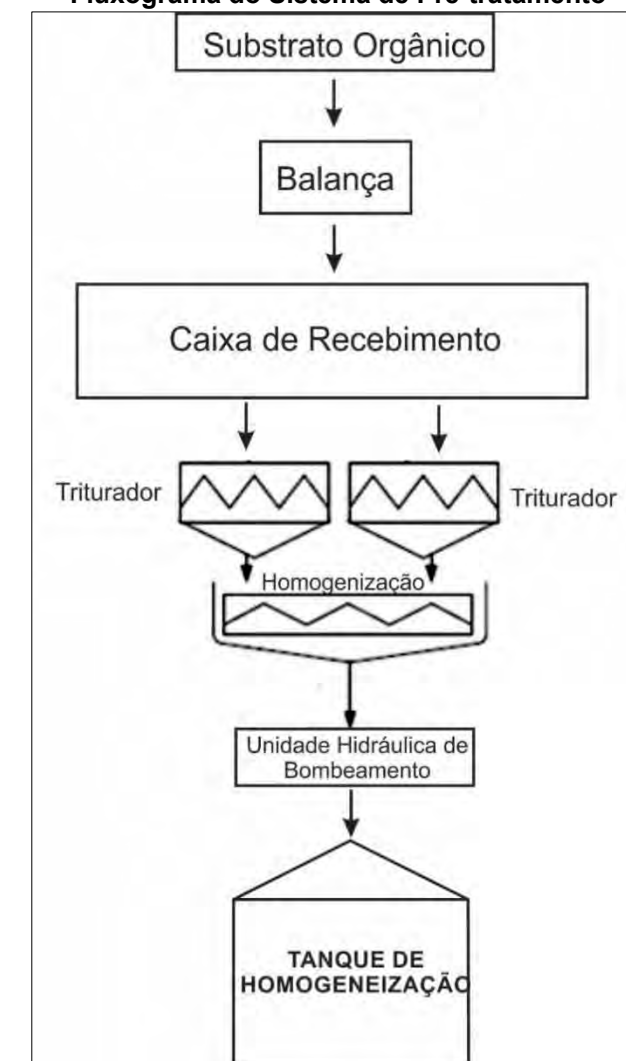 Substrato Orgânico
Balança
Caixa de Recebimento
Triturador
Triturador
Homogenização
Unidade Hidráulica de
Bombeamento
TANQUE DE
HOMOGENEIZAÇÃO